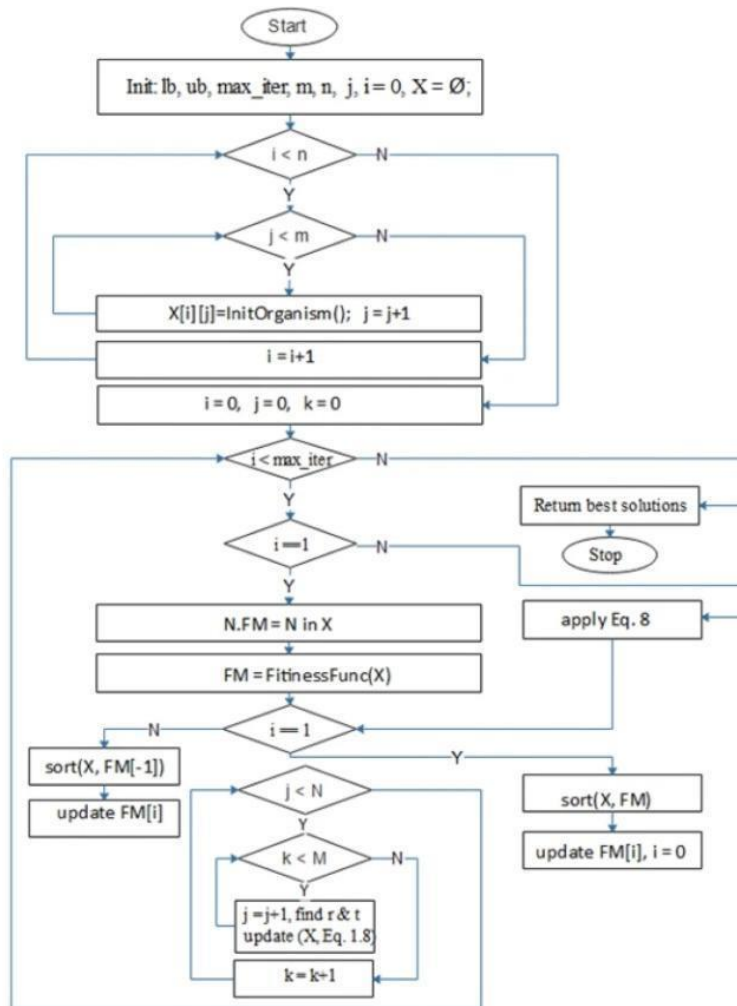 Start
Init: lb, ub, max_iter, m, n, j, i = 0, X = Ø;
i < n
N
Y
j < m
N
Y
X[i][j]=InitOrganism(); j = j+1
i = i+1
i = 0, j = 0, k = 0
i < max_iter
N
Y
Return best solutions
Stop
i ==1
N
Y
N.FM = N in X
apply Eq. 8
FM = FitinessFunc(X)
i == 1
N
Y
sort(X, FM[-1])
update FM[i]
sort(X, FM)
update FM[i], i = 0
j < N
Y
k < M
N
Y
j = j+1, find r & t
update (X, Eq. 1.8)
k = k+1